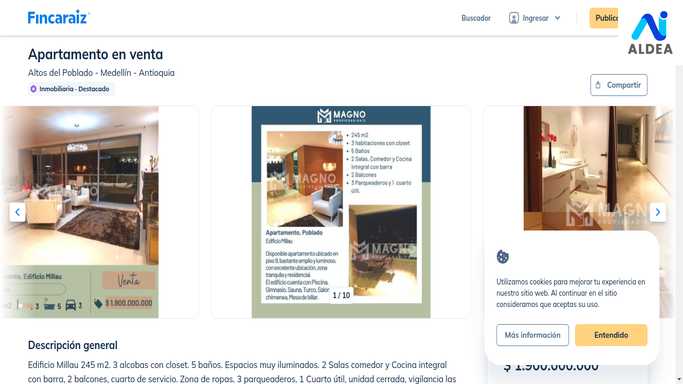 Fincaraiz
Buscador
Ingresar
Publica
ALDEA
Apartamento en venta
Altos del Poblado - Medellín - Antioquia
Inmobiliaria - Destacado
Compartir
MAGNO
MAGNO
Edificio Millau
Venta
3
5
3
$1.900.000.000
MAGNO
245 m2
3 habitaciones con closet
5 Baños
2 Salas, Comedor y Cocina
integral con barra
2 Balcones
3 Parqueaderos y 1 cuarto
útil.
MAGNO
Apartamento, Poblado
Edificio Millau
Disponible apartamento ubicado en
piso 9, bastante amplio y luminoso,
con excelente ubicación, zona
tranquila y residencial.
El edificio cuenta con Piscina,
Gimnasio, Sauna, Turco, Salon
chimenea, Mesa de billar.
1 / 10
MAGNO
Utilizamos cookies para mejorar tu experiencia en
nuestro sitio web. Al continuar en el sitio
consideramos que aceptas su uso.
Más información
Entendido
$ 1.900.000.000
Descripción general
Edificio Millau 245 m2. 3 alcobas con closet. 5 baños. Espacios muy iluminados. 2 Salas comedor y Cocina integral
con barra, 2 balcones, cuarto de servicio. Zona de ropas. 3 parqueaderos, 1 Cuarto útil, unidad cerrada, vigilancia las